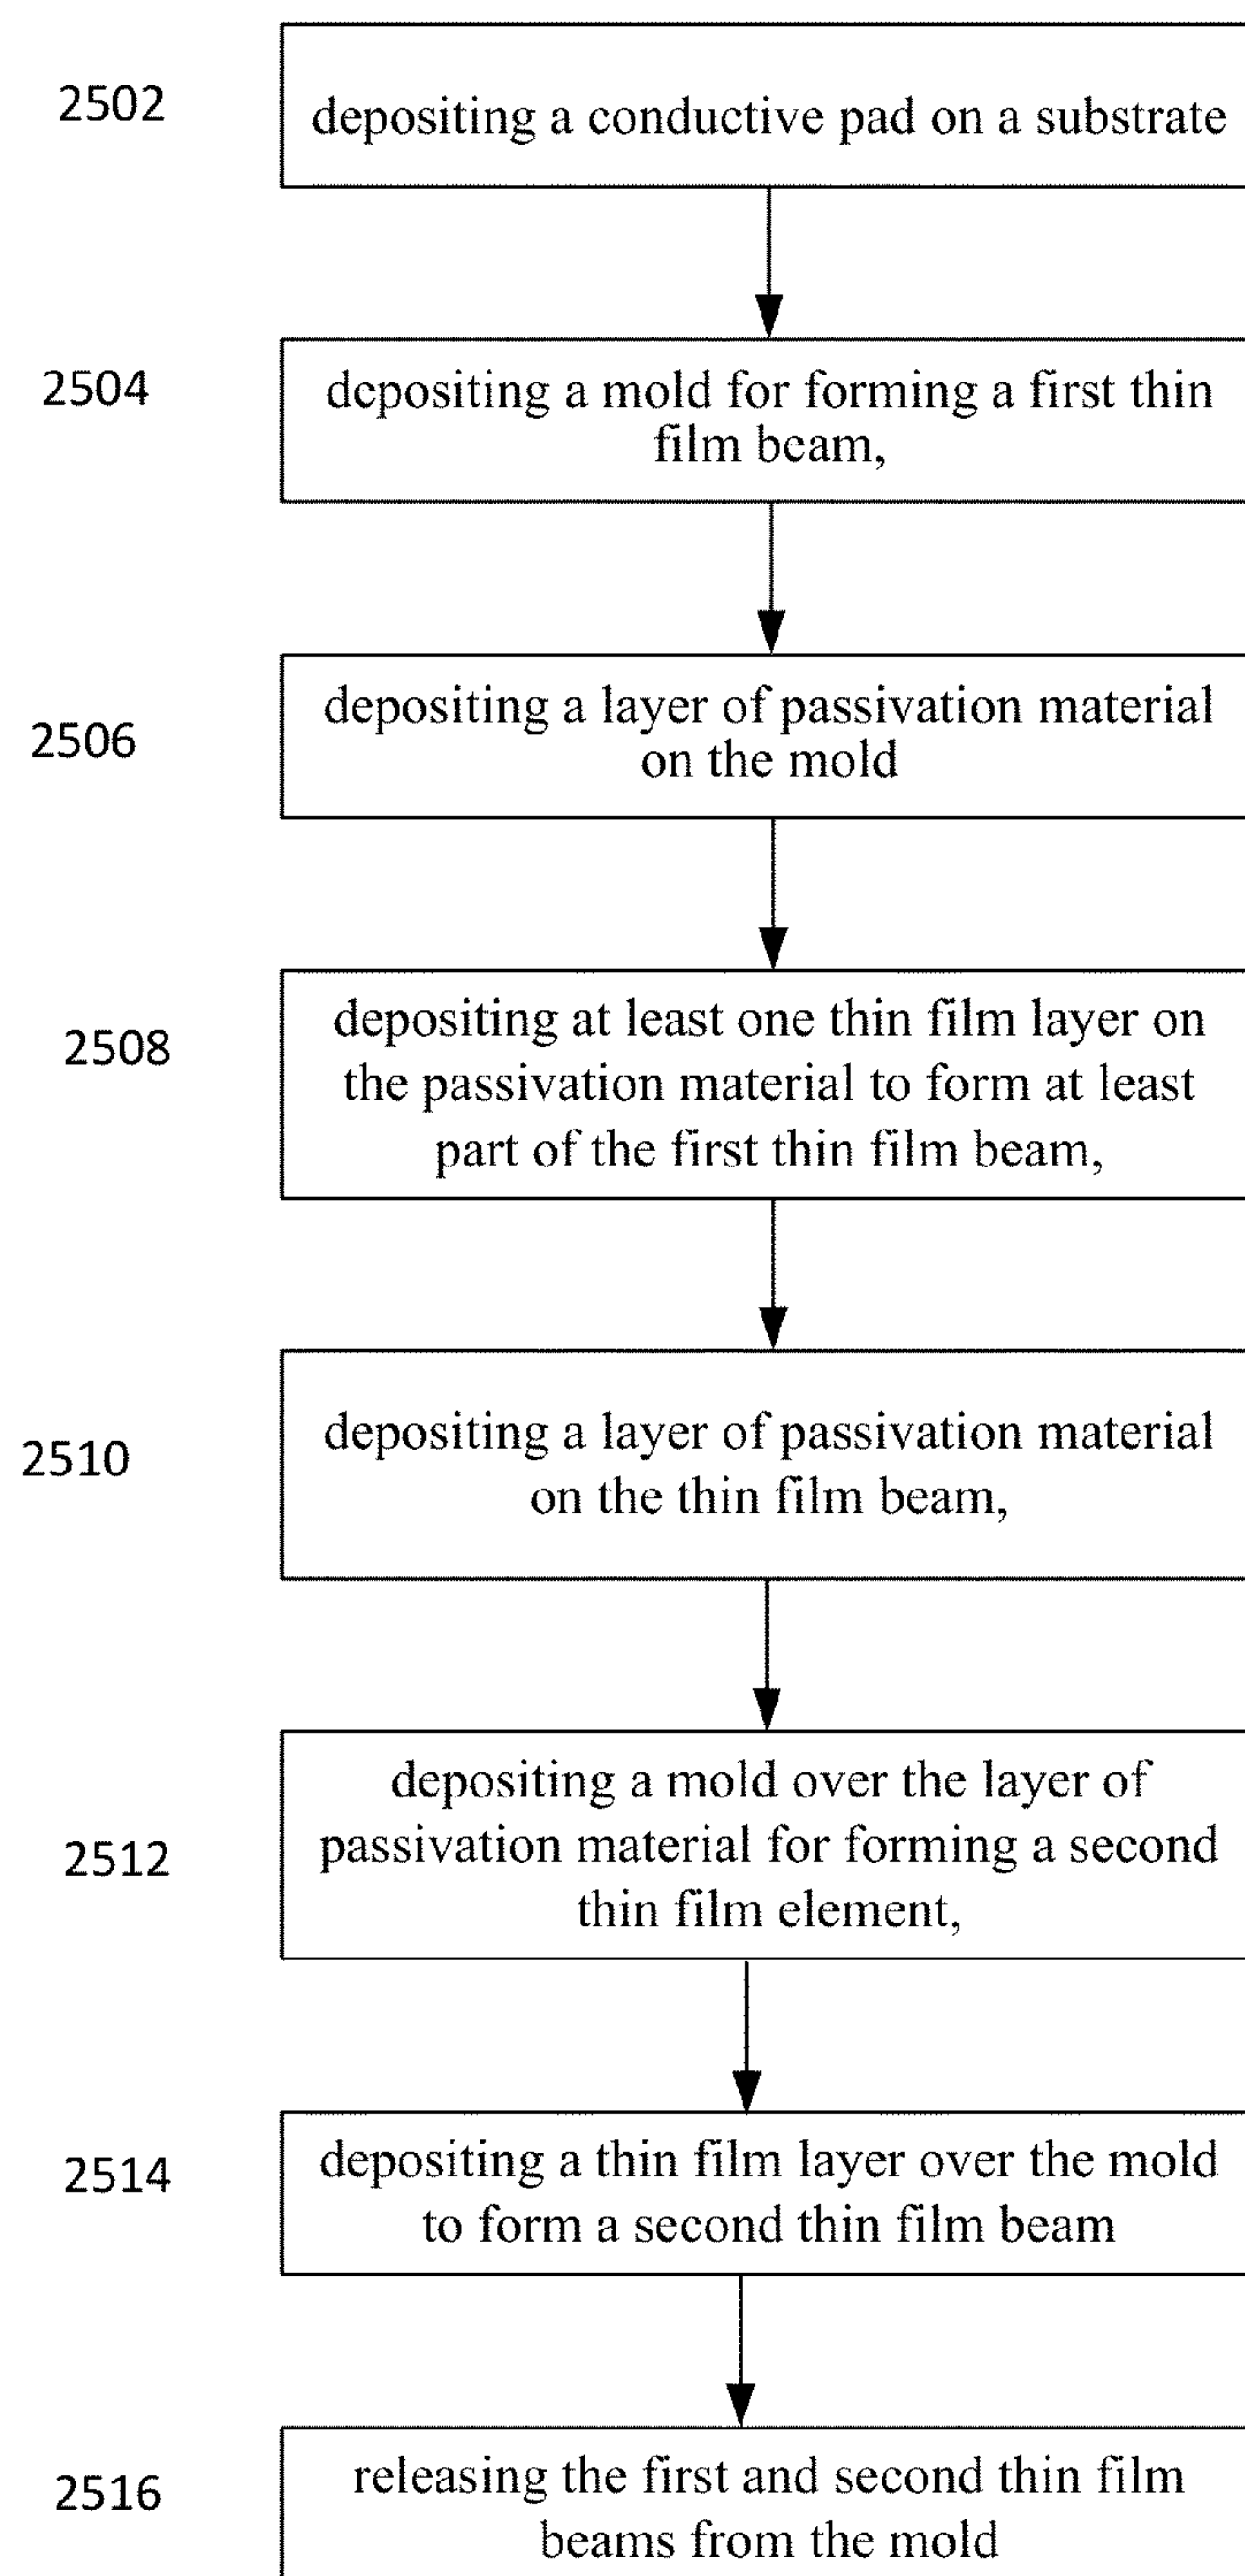 2502
depositing a conductive pad on a substrate
2504
depositing a mold for forming a first thin
film beam,
2506
depositing a layer of passivation material
on the mold
2508
depositing at least one thin film layer on
the passivation material to form at least
part of the first thin film beam,
2510
depositing a layer of passivation material
on the thin film beam,
2512
depositing a mold over the layer of
passivation material for forming a second
thin film element,
2514
depositing a thin film layer over the mold
to form a second thin film beam
2516
releasing the first and second thin film
beams from the mold